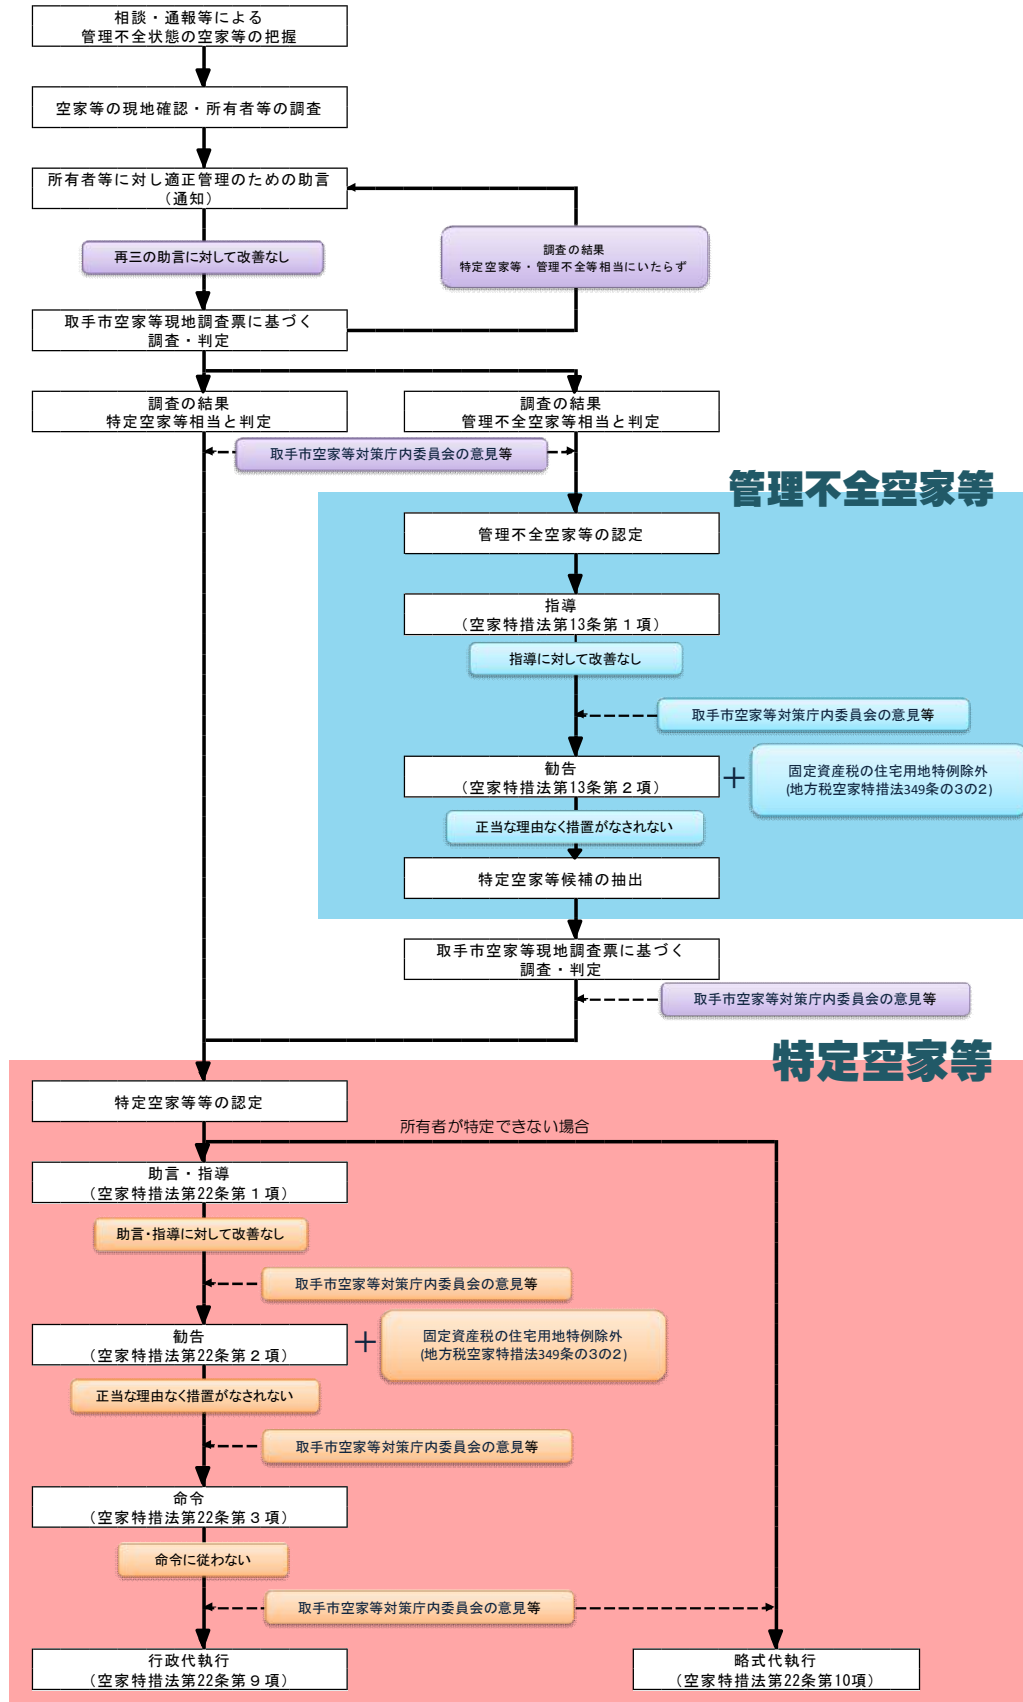 相談・通報等による
管理不全状態の空家等の把握
空家等の現地確認・所有者等の調査
所有者等に対し適正管理のための助言
(通知)
再三の助言に対して改善なし
調査の結果
特定空家等・管理不全等相当にいたらず
取手市空家等現地調査票に基づく
調査・判定
調査の結果
特定空家等相当と判定
調査の結果
管理不全空家等相当と判定
取手市空家等対策庁内委員会の意見等
管理不全空家等
管理不全空家等の認定
指導
(空家特措法第13条第1項)
指導に対して改善なし
取手市空家等対策庁内委員会の意見等
勧告
(空家特措法第13条第2項)
＋
固定資産税の住宅用地特例除外
(地方税空家特措法349条の3の2)
正当な理由なく措置がなされない
特定空家等候補の抽出
取手市空家等現地調査票に基づく
調査・判定
取手市空家等対策庁内委員会の意見等
特定空家等
特定空家等等の認定
所有者が特定できない場合
助言・指導
(空家特措法第22条第1項)
助言・指導に対して改善なし
取手市空家等対策庁内委員会の意見等
勧告
(空家特措法第22条第2項)
＋
固定資産税の住宅用地特例除外
(地方税空家特措法349条の3の2)
正当な理由なく措置がなされない
取手市空家等対策庁内委員会の意見等
命令
(空家特措法第22条第3項)
命令に従わない
取手市空家等対策庁内委員会の意見等
行政代執行
(空家特措法第22条第9項)
略式代執行
(空家特措法第22条第10項)